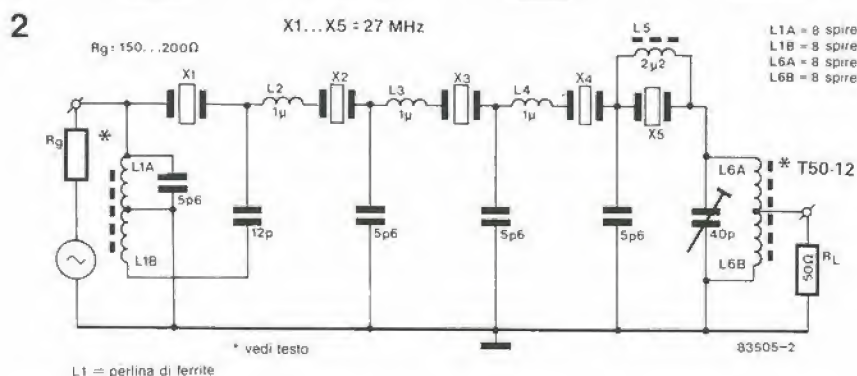 2
X1...X5 = 27 MHz
Rg: 150...200Ω
L1A = 8 spire
L1B = 8 spire
L6A = 8 spire
L6B = 8 spire
L5
2µ2
X1
L2
1µ
X2
L3
1µ
X3
L4
1µ
X4
X5
Rg
*
L1A
5p6
L1B
12p
5p6
5p6
5p6
40p
L6A
L6B
* T50-12
50Ω
RL
* vedi testo
83505-2
L1 = perlina di ferrite